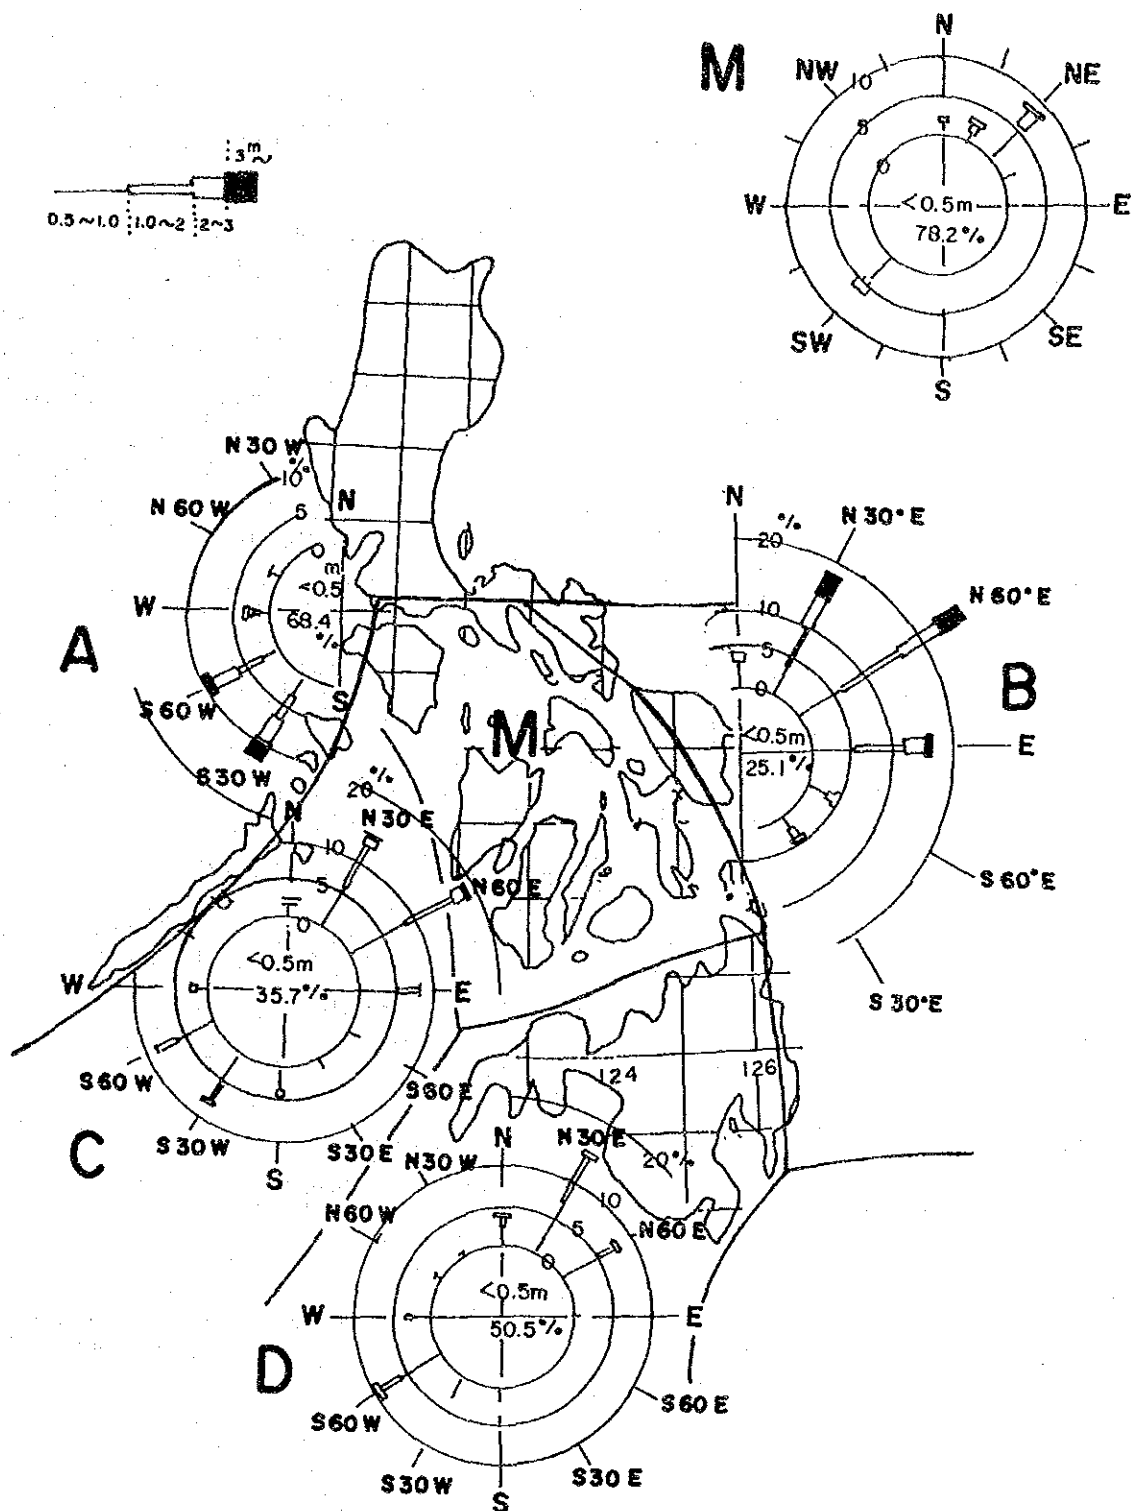 M
N
NW
10
NE
5
0
W
<0.5m
E
78.2%
SW
SE
S
3 m~
0.5~1.0
1.0~2
2~3
N 30 W
10%
N
N 60 W
5
0
m
<0.5
W
68.4
%
A
S
S 60 W
S 30 W
N
%
20
N 30°E
10
N 60°E
5
0
B
<0.5m
E
25.1%
S 60°E
S 30°E
M
%
20
N
N 30 E
10
5
N 60 E
0
<0.5m
W
35.7%
E
S 60 W
S 60 E
S 30 W
S 30 E
C
S
124
126
N
N 30 E
N 30 W
20%
N 60 W
10
5
N 60 E
0
<0.5m
W
E
50.5%
D
S 60 W
S 60 E
S 30 W
S 30 E
S